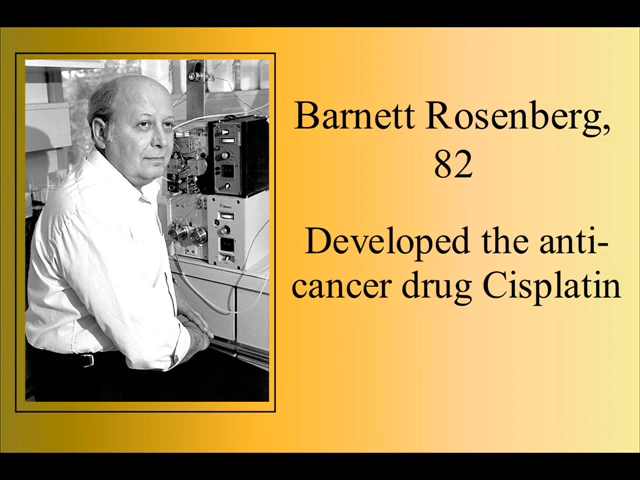 Barnett Rosenberg,
82
Developed the anti-
cancer drug Cisplatin